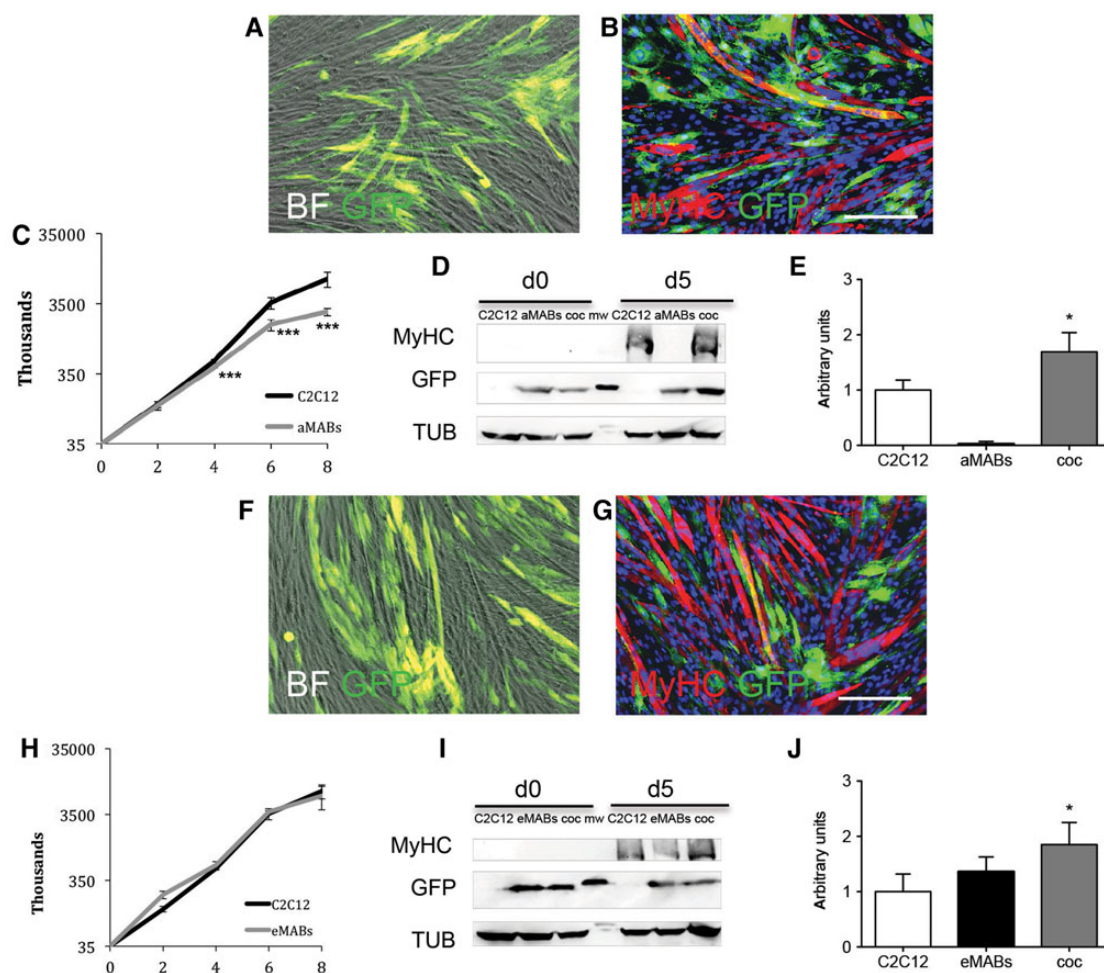 A
B
BF GFP
MyHC GFP
C
35000
3500
350
35
Thousands
0 2 4 6 8
***
***
***
C2C12
aMABs
D
d0 d5
C2C12 aMABs coc mw C2C12 aMABs coc
MyHC
GFP
TUB
E
Arbitrary units
3
2
1
0
*
C2C12 aMABs coc
F
G
BF GFP
MyHC GFP
H
35000
3500
350
35
Thousands
0 2 4 6 8
C2C12
eMABs
I
d0 d5
C2C12 eMABs coc mw C2C12 eMABs coc
MyHC
GFP
TUB
J
Arbitrary units
3
2
1
0
*
C2C12 eMABs coc